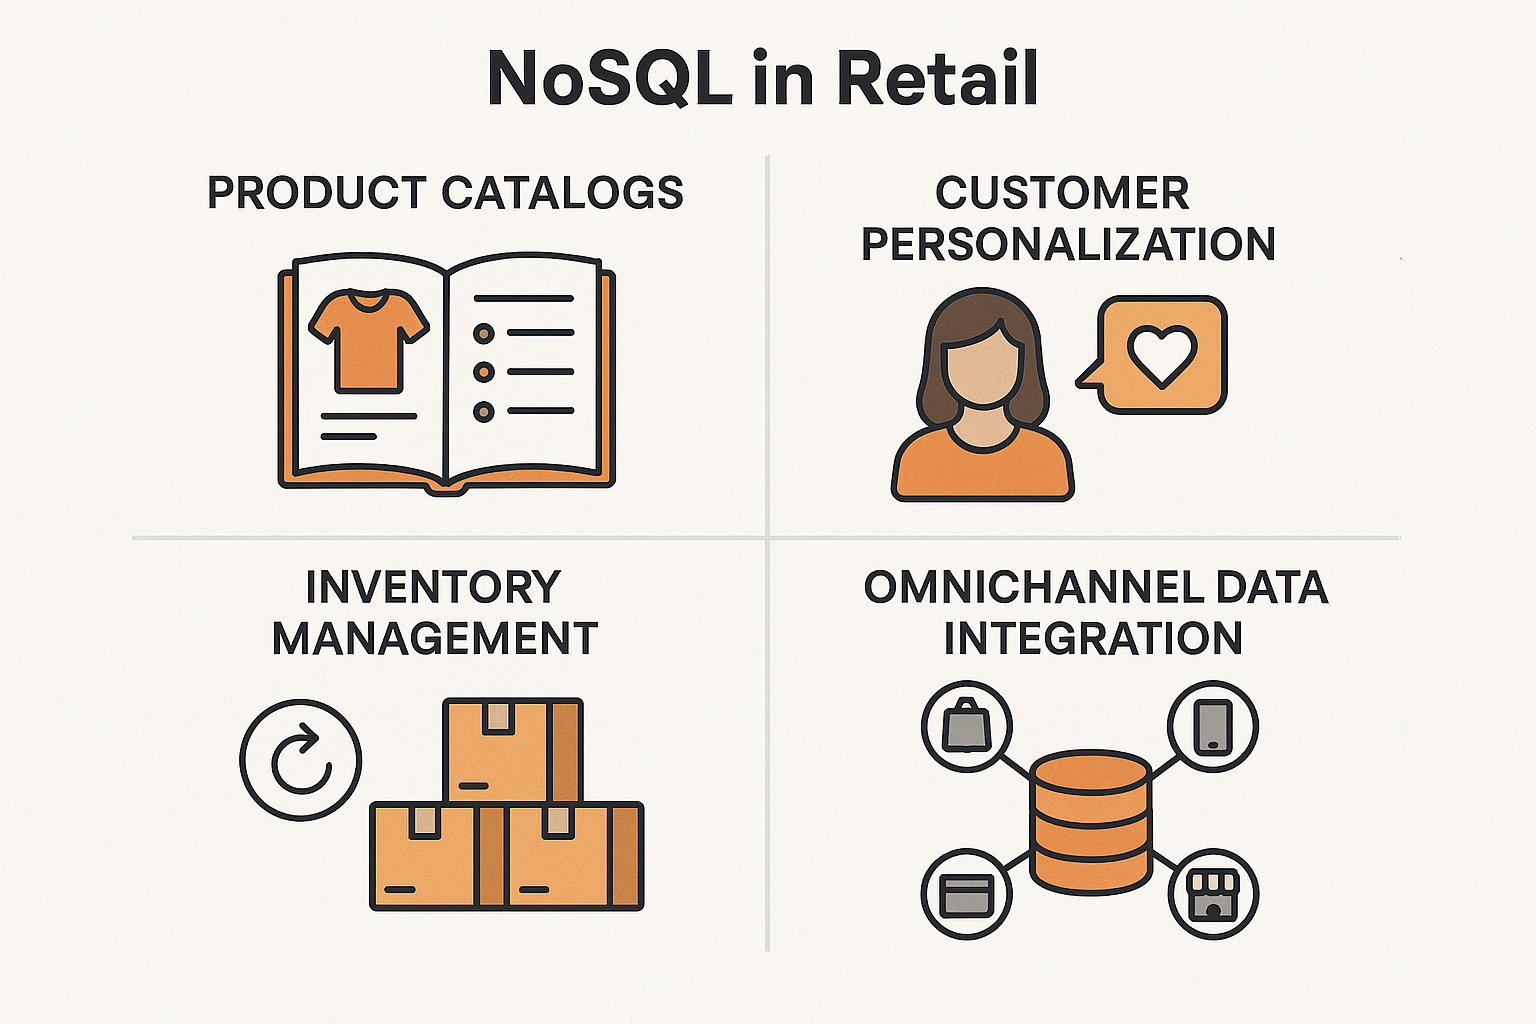 NoSQL in Retail
PRODUCT CATALOGS
CUSTOMER
PERSONALIZATION
INVENTORY
MANAGEMENT
OMNICHANNEL DATA
INTEGRATION